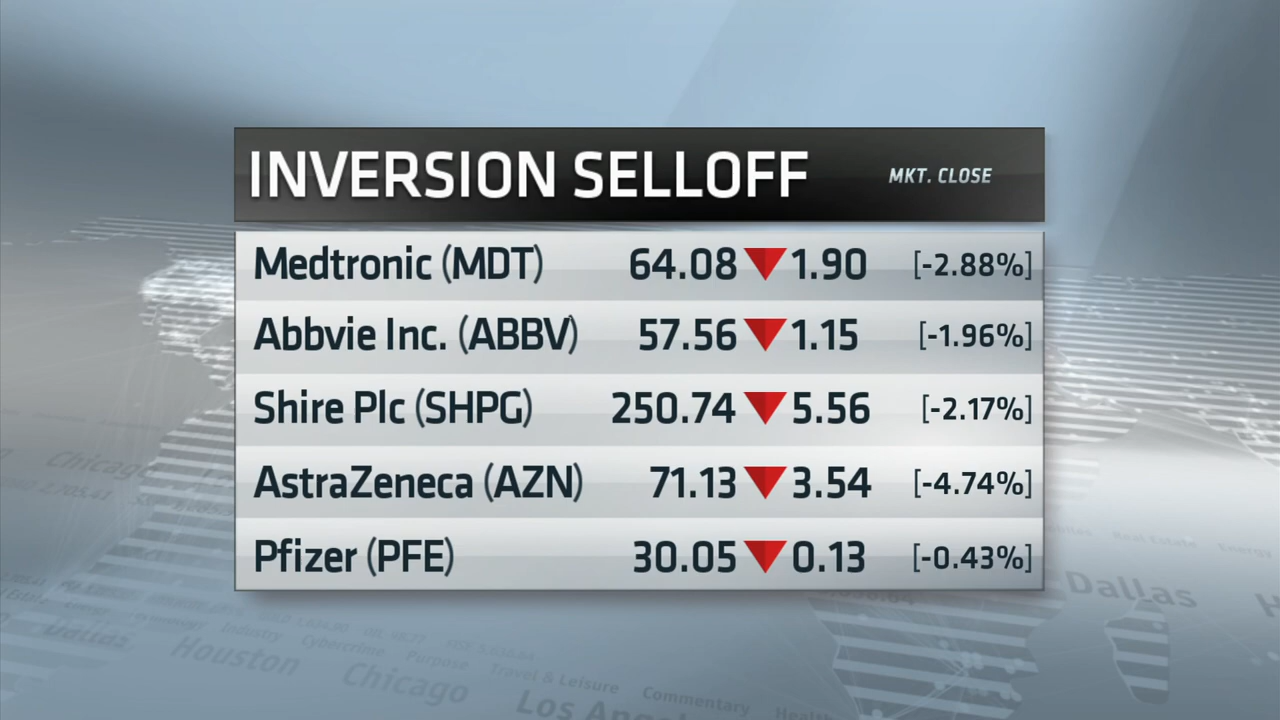 INVERSION SELLOFF MKT. CLOSE
Medtronic (MDT) 64.08 ▼ 1.90 [-2.88%]
Abbvie Inc. (ABBV) 57.56 ▼ 1.15 [-1.96%]
Shire Plc (SHPG) 250.74 ▼ 5.56 [-2.17%]
AstraZeneca (AZN) 71.13 ▼ 3.54 [-4.74%]
Pfizer (PFE) 30.05 ▼ 0.13 [-0.43%]
Chicago
Dallas
Dallas
Industry
Cybercrime
Houston
Purpose
Travel & Leisure
Chicago
Commentary
Los Ang
Health